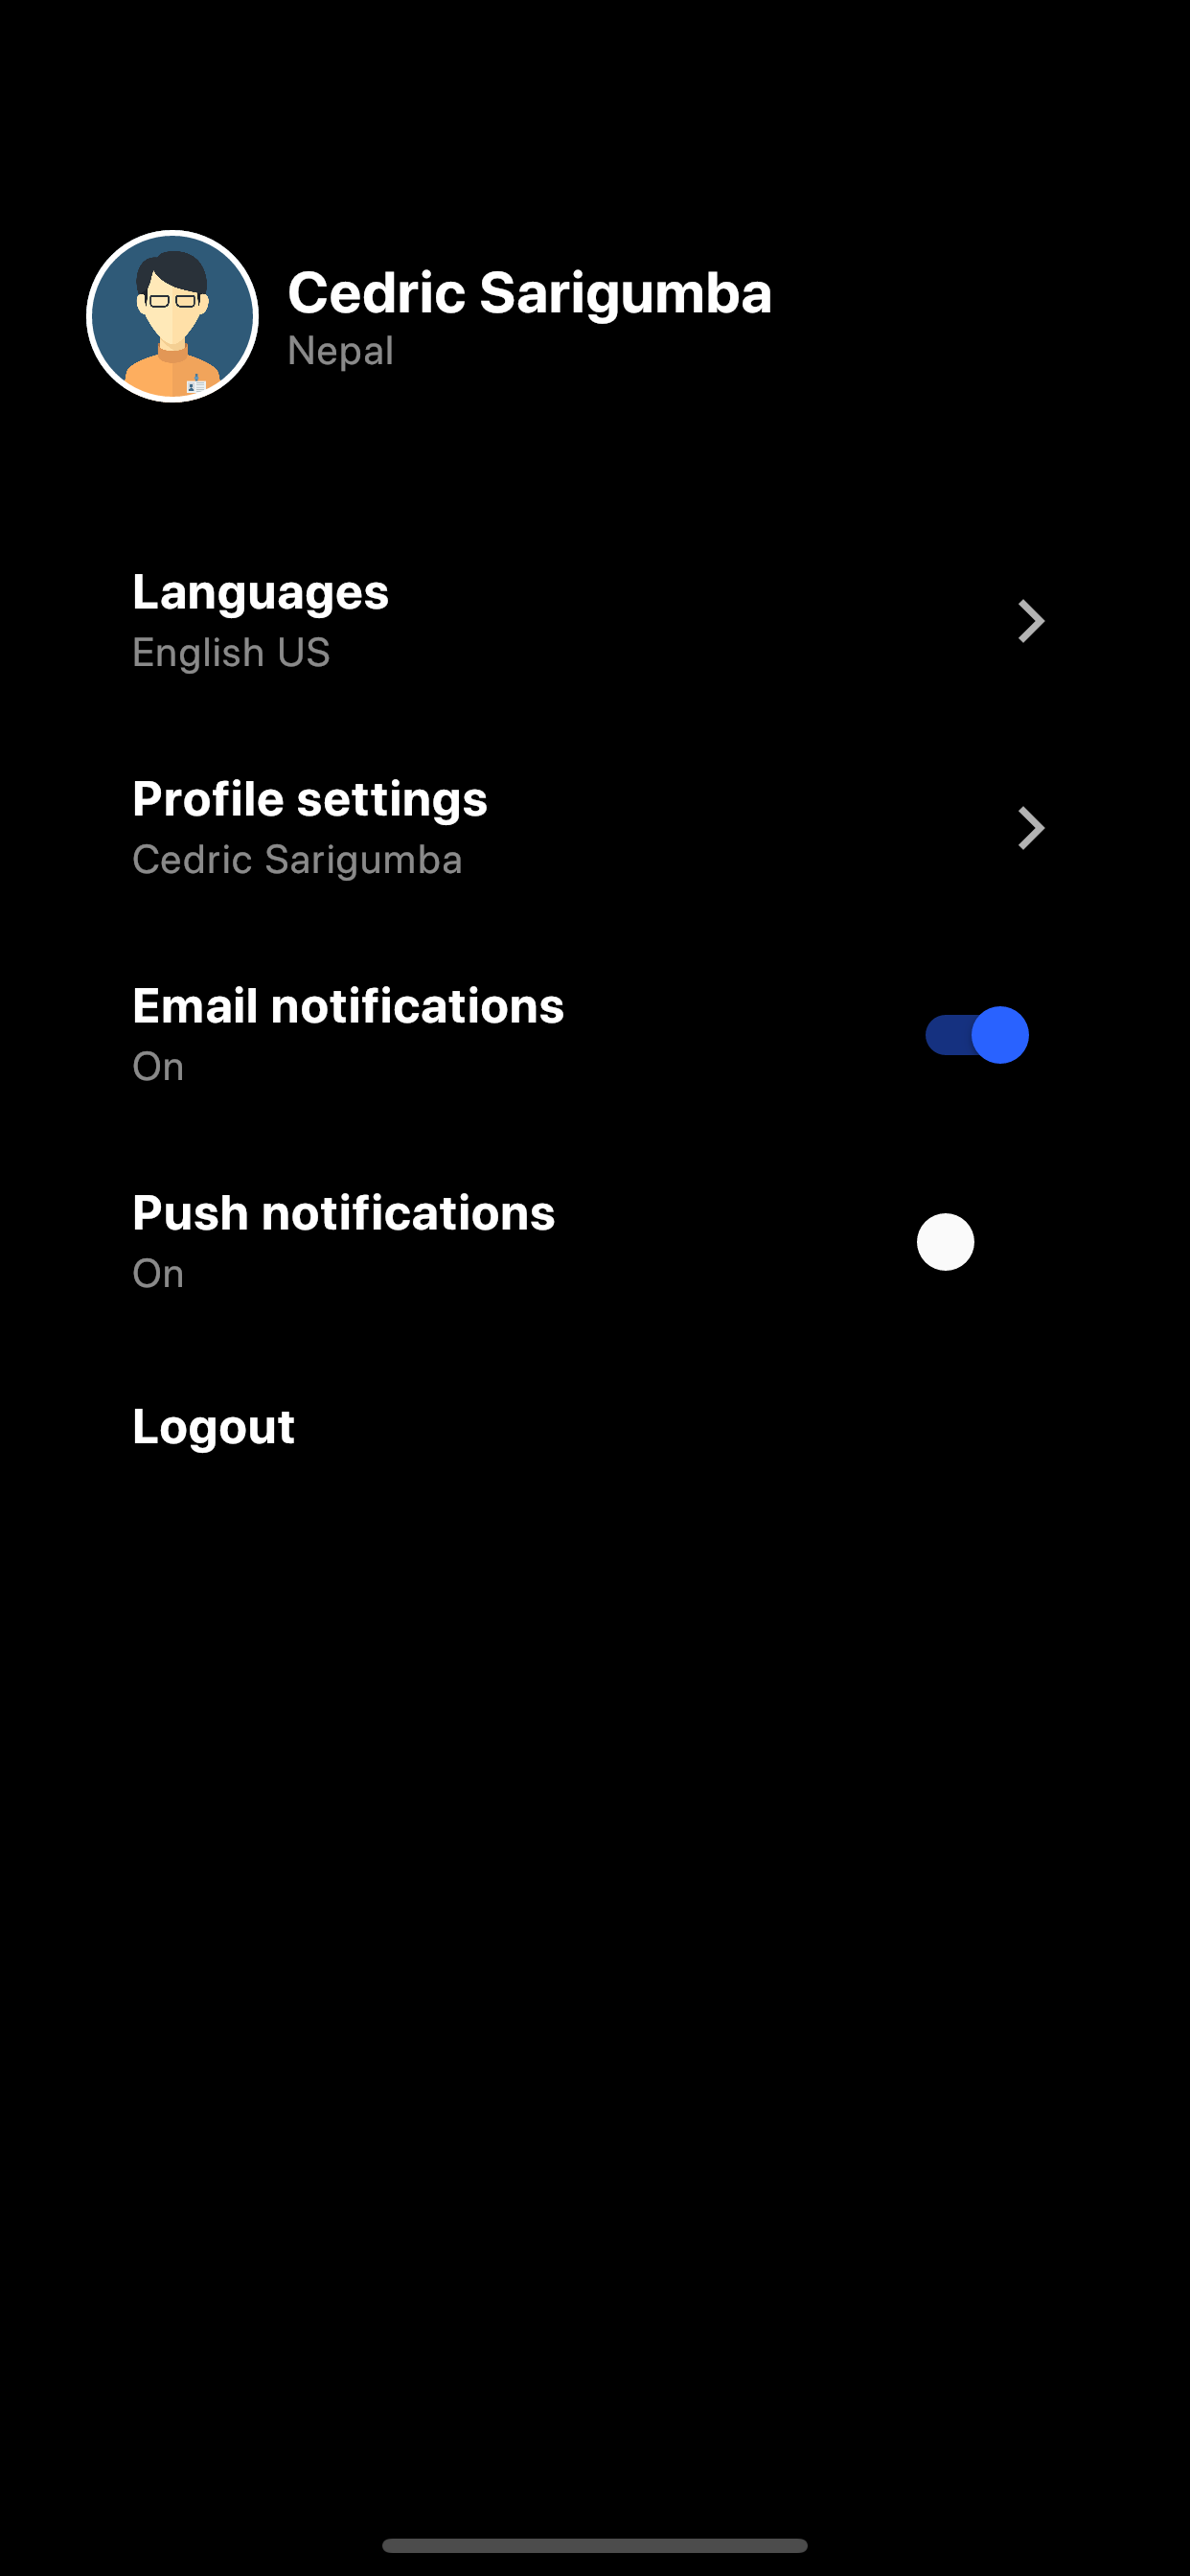 Cedric Sarigumba
Nepal
Languages
English US
Profile settings
Cedric Sarigumba
Email notifications
On
Push notifications
On
Logout